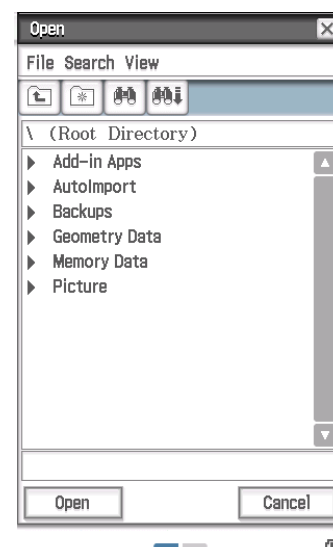 Open
File Search View
\ (Root Directory)
Add-in Apps
AutoImport
Backups
Geometry Data
Memory Data
Picture
Open Cancel